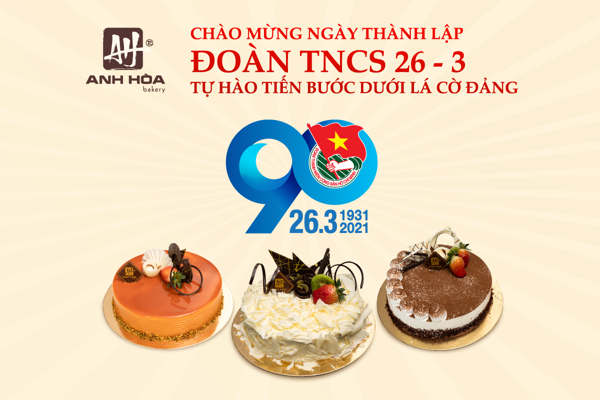 ANH HÒA
bakery
CHÀO MỪNG NGÀY THÀNH LẬP
ĐOÀN TNCS 26 - 3
TỰ HÀO TIẾN BƯỚC DƯỚI LÁ CỜ ĐẢNG
90
26.3 1931
2021